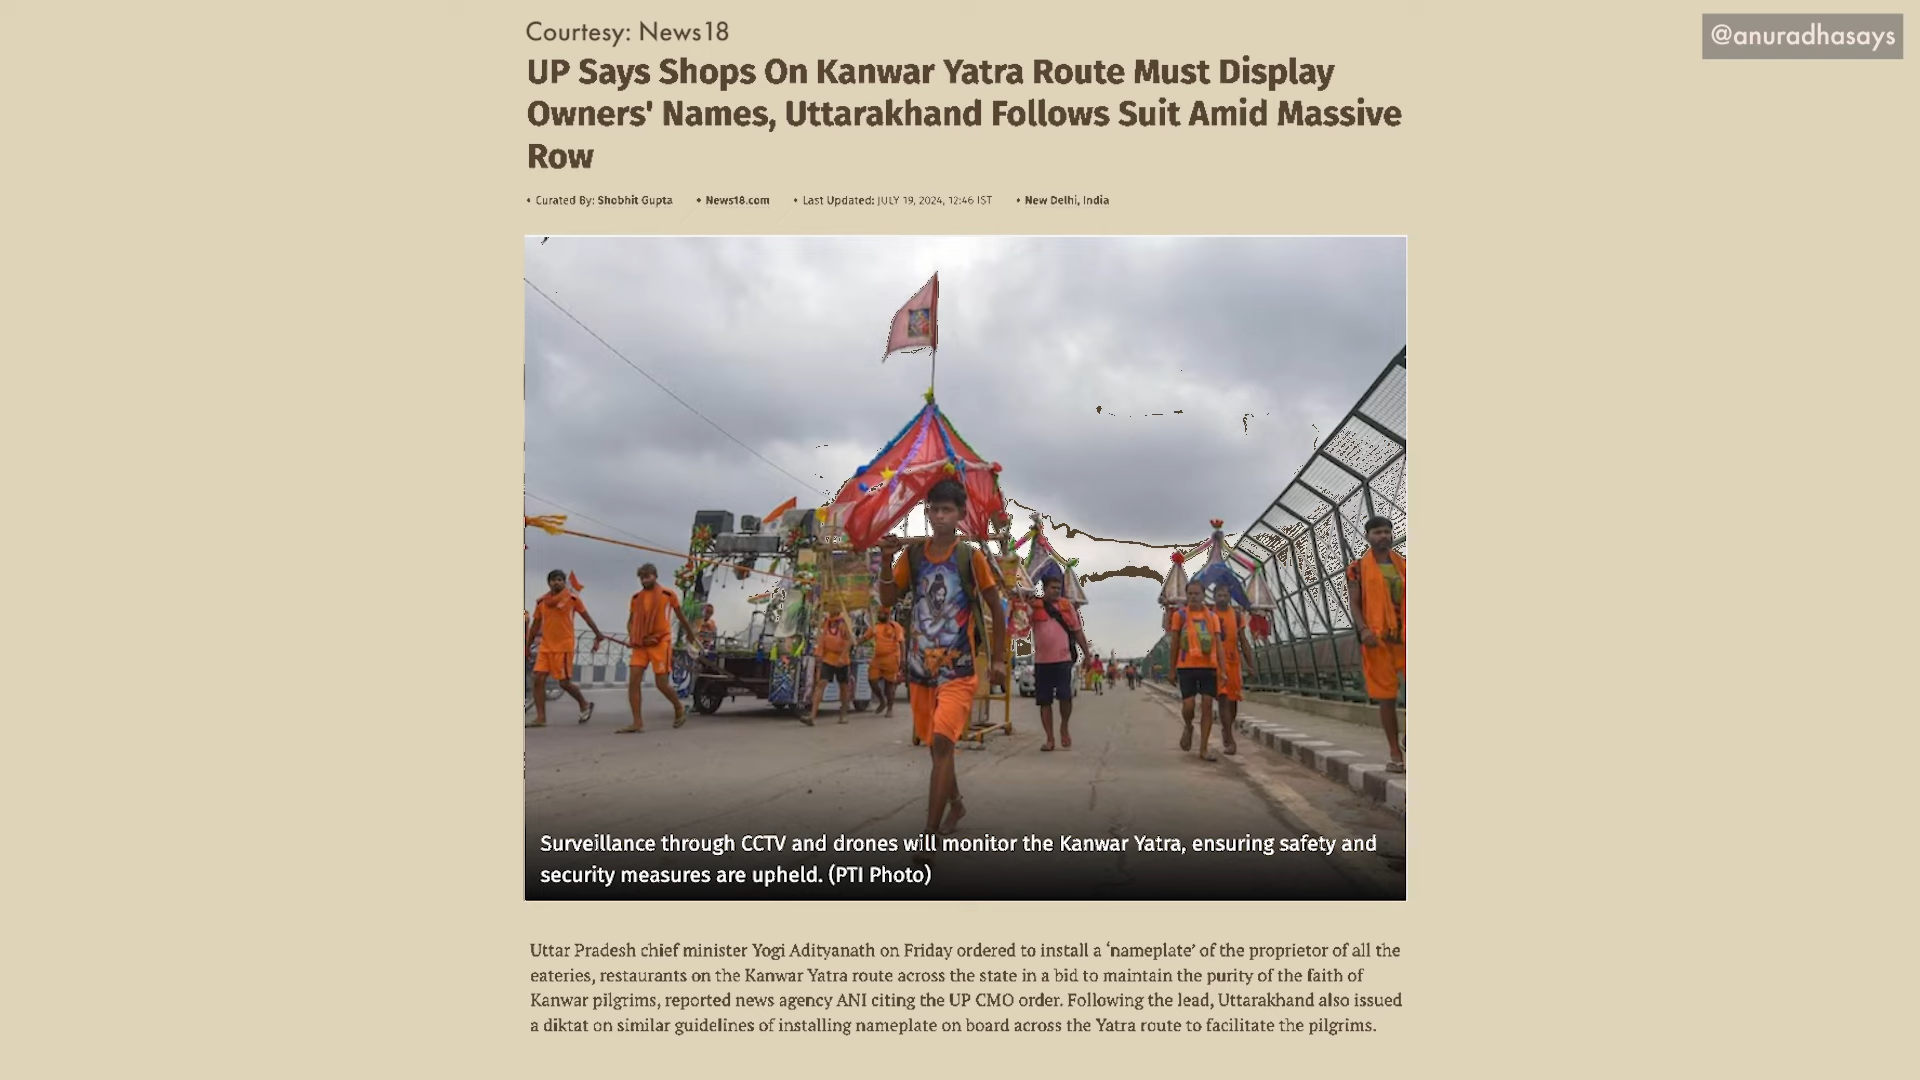 Courtesy: News18
@anuradhasays
UP Says Shops On Kanwar Yatra Route Must Display
Owners' Names, Uttarakhand Follows Suit Amid Massive
Row
• Curated By: Shobhit Gupta • News18.com • Last Updated: JULY 19, 2024, 12:46 IST • New Delhi, India
Surveillance through CCTV and drones will monitor the Kanwar Yatra, ensuring safety and
security measures are upheld. (PTI Photo)
Uttar Pradesh chief minister Yogi Adityanath on Friday ordered to install a ‘nameplate’ of the proprietor of all the
eateries, restaurants on the Kanwar Yatra route across the state in a bid to maintain the purity of the faith of
Kanwar pilgrims, reported news agency ANI citing the UP CMO order. Following the lead, Uttarakhand also issued
a diktat on similar guidelines of installing nameplate on board across the Yatra route to facilitate the pilgrims.